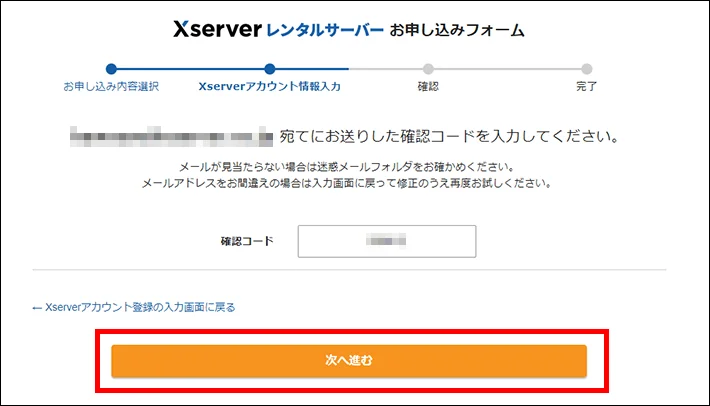 Xserver レンタルサーバー お申し込みフォーム
お申し込み内容選択 Xserverアカウント情報入力 確認 完了
宛てにお送りした確認コードを入力してください。
メールが見当たらない場合は迷惑メールフォルダをお確かめください。
メールアドレスをお間違えの場合は入力画面に戻って修正のうえ再度お試しください。
確認コード
← Xserverアカウント登録の入力画面に戻る
次へ進む